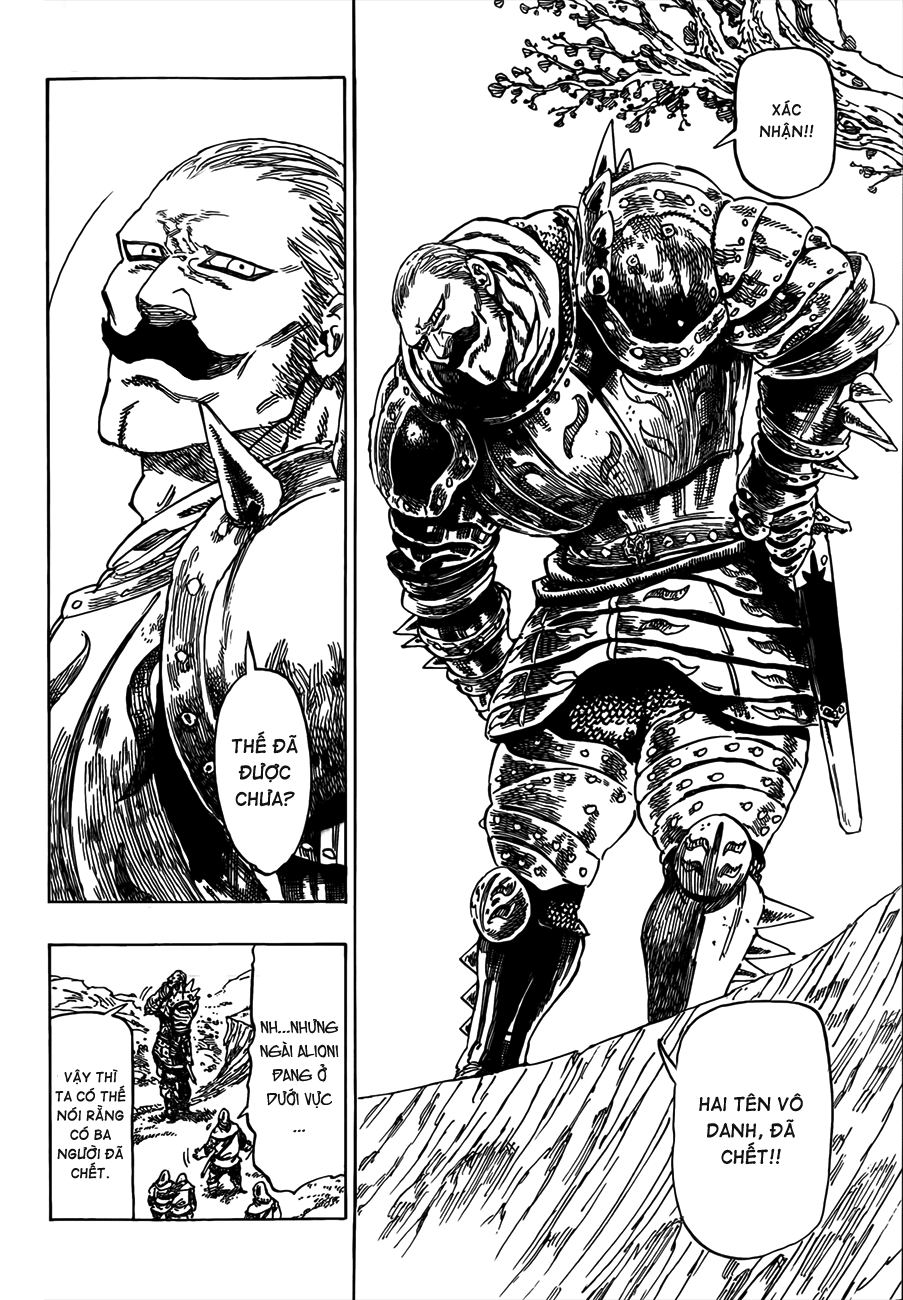 XÁC
NHẬN!!
HAI TÊN VÔ
DANH, ĐÃ
CHẾT!!
THẾ ĐÃ
ĐƯỢC
CHƯA?
NH...NHƯNG
NGÀI ALIONI
ĐANG Ở
DƯỚI VỰC
...
VẬY THÌ
TA CÓ THỂ
NÓI RẰNG
CÓ BA
NGƯỜI ĐÃ
CHẾT.